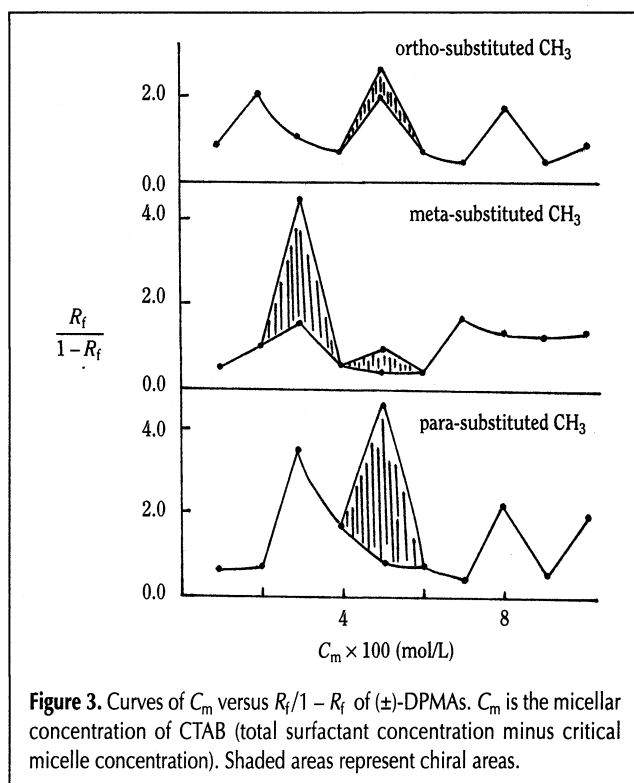 ortho-substituted CH3
2.0
0.0
meta-substituted CH3
4.0
2.0
0.0
Rf
1 – Rf
para-substituted CH3
4.0
2.0
0.0
4
8
Cm × 100 (mol/L)
Figure 3. Curves of Cm versus Rf/1 – Rf of (±)-DPMAs. Cm is the micellar
concentration of CTAB (total surfactant concentration minus critical
micelle concentration). Shaded areas represent chiral areas.